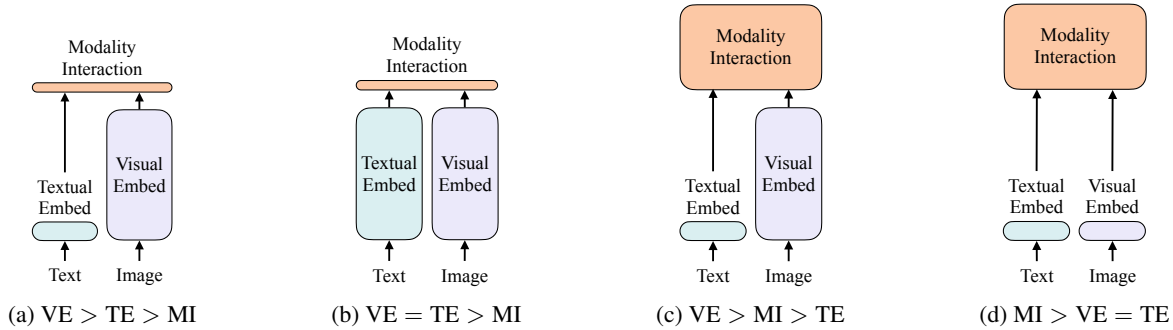 Modality
Interaction
Textual
Embed
Visual
Embed
Text
Image
(a) VE > TE > MI
Modality
Interaction
Textual
Embed
Visual
Embed
Text
Image
(b) VE = TE > MI
Modality
Interaction
Textual
Embed
Visual
Embed
Text
Image
(c) VE > MI > TE
Modality
Interaction
Textual
Embed
Visual
Embed
Text
Image
(d) MI > VE = TE